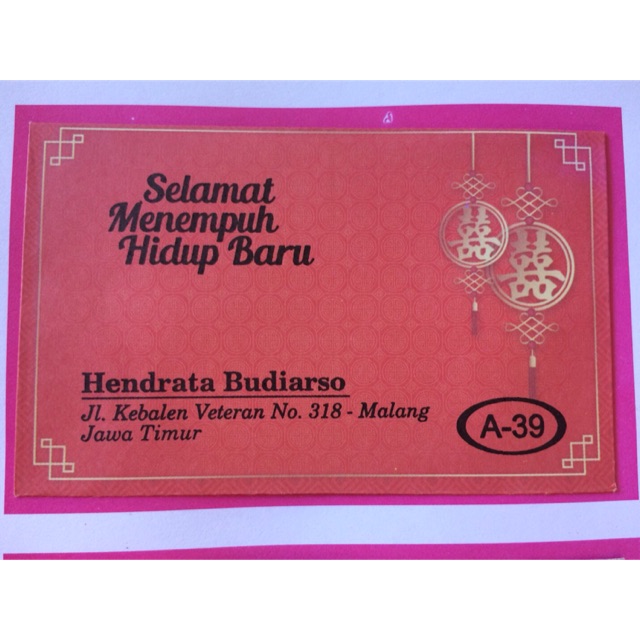 Selamat
Menempuh
Hidup Baru
囍
囍
Hendrata Budiarso
Jl. Kebalen Veteran No. 318 - Malang
Jawa Timur
A-39